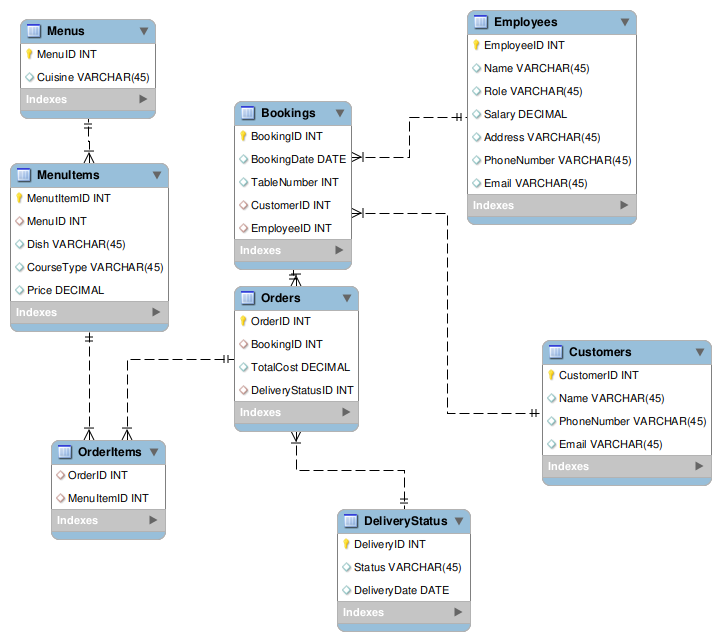 Menus
MenuID INT
Cuisine VARCHAR(45)
Indexes
Employees
EmployeeID INT
Name VARCHAR(45)
Role VARCHAR(45)
Salary DECIMAL
Address VARCHAR(45)
PhoneNumber VARCHAR(45)
Email VARCHAR(45)
Indexes
Bookings
BookingID INT
BookingDate DATE
TableNumber INT
CustomerID INT
EmployeeID INT
Indexes
MenuItems
MenutItemID INT
MenuID INT
Dish VARCHAR(45)
CourseType VARCHAR(45)
Price DECIMAL
Indexes
Orders
OrderID INT
BookingID INT
TotalCost DECIMAL
DeliveryStatusID INT
Indexes
Customers
CustomerID INT
Name VARCHAR(45)
PhoneNumber VARCHAR(45)
Email VARCHAR(45)
Indexes
OrderItems
OrderID INT
MenuItemID INT
Indexes
DeliveryStatus
DeliveryID INT
Status VARCHAR(45)
DeliveryDate DATE
Indexes